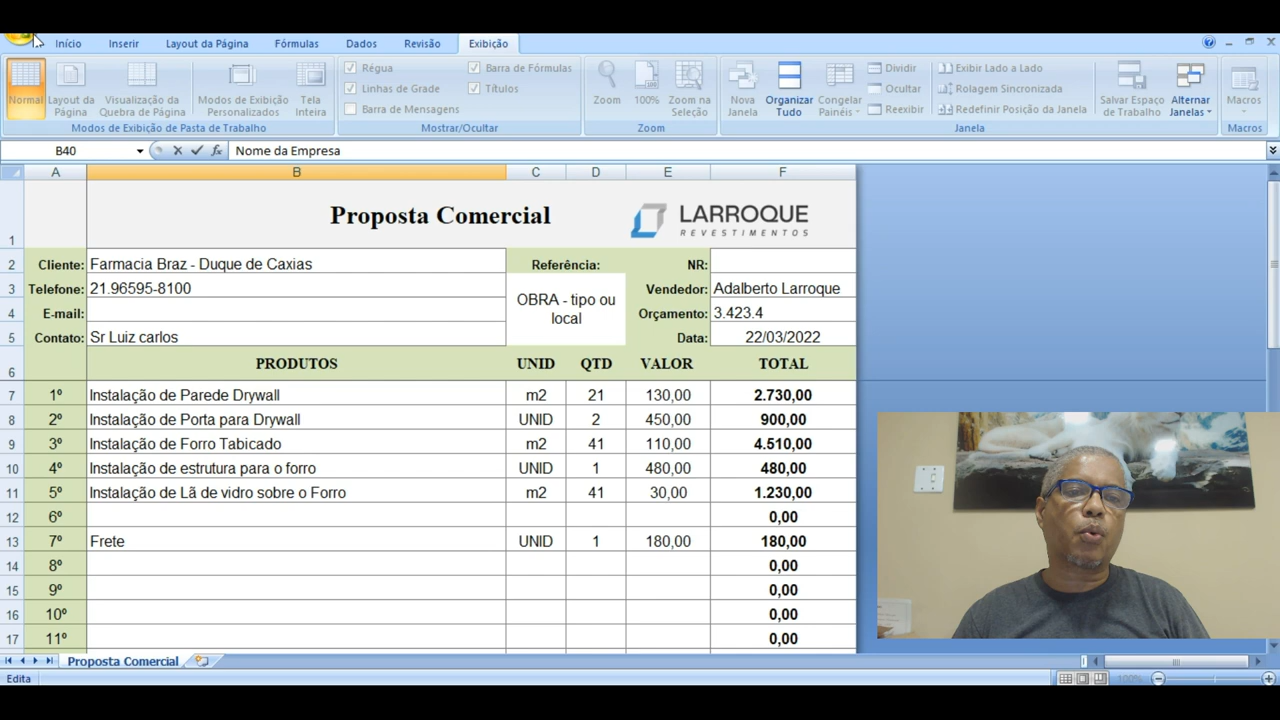 Início Inserir Layout da Página Fórmulas Dados Revisão Exibição
Normal
Layout da Página
Visualização da Quebra de Página
Modos de Exibição Personalizados
Tela Inteira
Modos de Exibição de Pasta de Trabalho
Régua
Linhas de Grade
Barra de Mensagens
Barra de Fórmulas
Títulos
Mostrar/Ocultar
Zoom
100%
Zoom na Seleção
Zoom
Nova Janela
Organizar Tudo
Congelar Painéis
Dividir
Ocultar
Reexibir
Exibir Lado a Lado
Rolagem Sincronizada
Redefinir Posição da Janela
Salvar Espaço de Trabalho
Alternar Janelas
Janela
Macros
Macros
B40 fx Nome da Empresa
A B C D E F
1 Proposta Comercial LARROQUE
REVESTIMENTOS
2 Cliente: Farmacia Braz - Duque de Caxias Referência: NR:
3 Telefone: 21.96595-8100 OBRA - tipo ou local Vendedor: Adalberto Larroque
4 E-mail: Orçamento: 3.423.4
5 Contato: Sr Luiz carlos Data: 22/03/2022
6 PRODUTOS UNID QTD VALOR TOTAL
7 1º Instalação de Parede Drywall m2 21 130,00 2.730,00
8 2º Instalação de Porta para Drywall UNID 2 450,00 900,00
9 3º Instalação de Forro Tabicado m2 41 110,00 4.510,00
10 4º Instalação de estrutura para o forro UNID 1 480,00 480,00
11 5º Instalação de Lã de vidro sobre o Forro m2 41 30,00 1.230,00
12 6º 0,00
13 7º Frete UNID 1 180,00 180,00
14 8º 0,00
15 9º 0,00
16 10º 0,00
17 11º 0,00
Proposta Comercial
Edita 100%